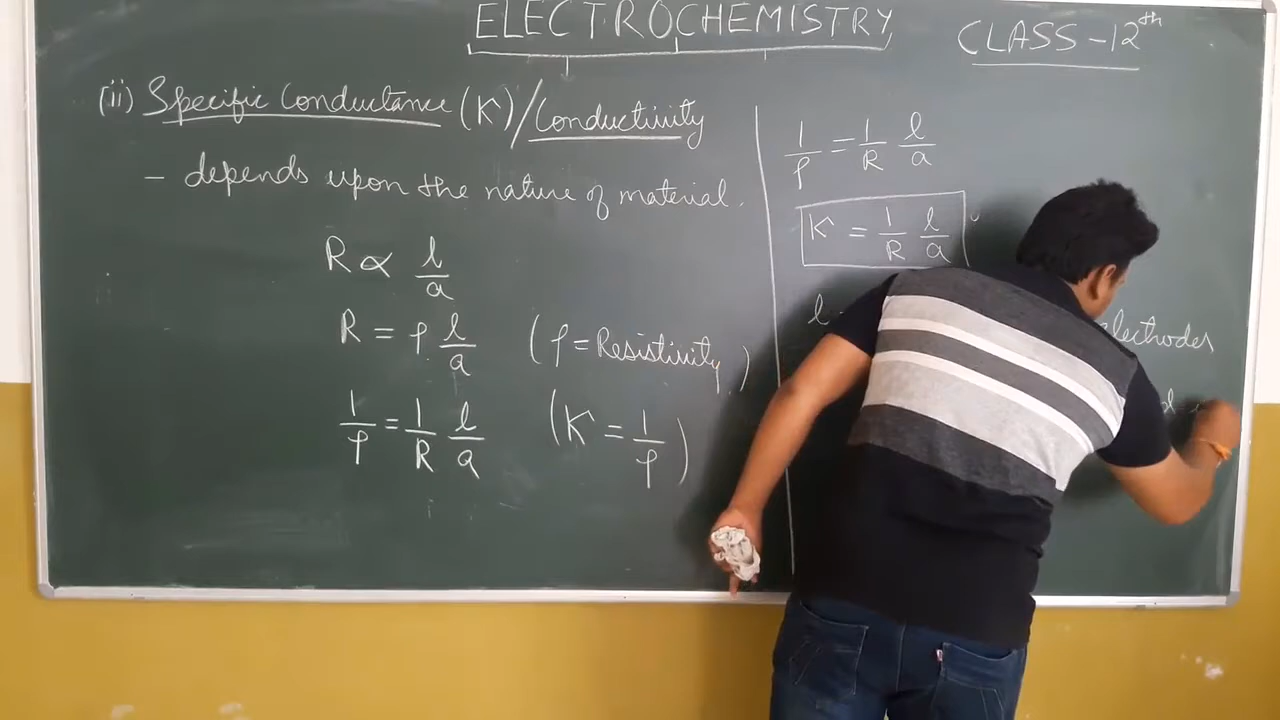 ELECTROCHEMISTRY
CLASS-12th
(ii) Specific Conductance (K)/Conductivity
- depends upon the nature of material.
R ∝ l/a
R = ρ l/a (ρ = Resistivity)
1/ρ = 1/R l/a (K = 1/ρ)
1/ρ = 1/R l/a
K = 1/R l/a
l
electrodes